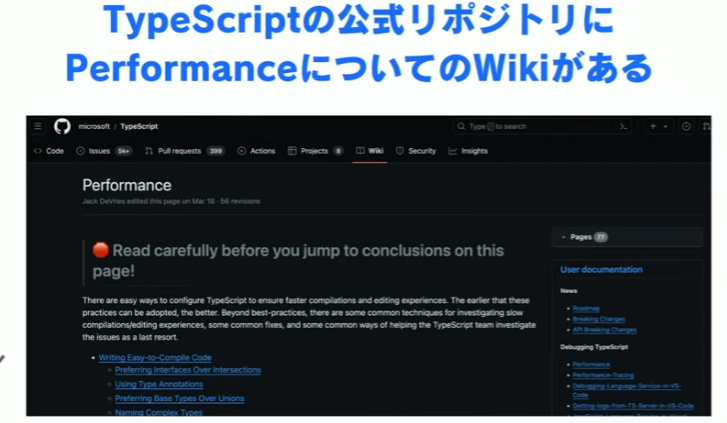 TypeScriptの公式リポジトリに
PerformanceについてのWikiがある
microsoft / TypeScript
Type / to search
Code
Issues 5k+
Pull requests 399
Actions
Projects 8
Wiki
Security
Insights
Performance
Jack DeVries edited this page on Mar 18 · 56 revisions
Read carefully before you jump to conclusions on this
page!
There are easy ways to configure TypeScript to ensure faster compilations and editing experiences. The earlier that these
practices can be adopted, the better. Beyond best-practices, there are some common techniques for investigating slow
compilations/editing experiences, some common fixes, and some common ways of helping the TypeScript team investigate
the issues as a last resort.
Writing Easy-to-Compile Code
Preferring Interfaces Over Intersections
Using Type Annotations
Preferring Base Types Over Unions
Naming Complex Types
Pages 77
User documentation
News
Roadmap
Breaking Changes
API Breaking Changes
Debugging TypeScript
Performance
Performance-Tracing
Debugging-Language-Service-in-VS-
Code
Getting-logs-from-TS-Server-in-VS-Code